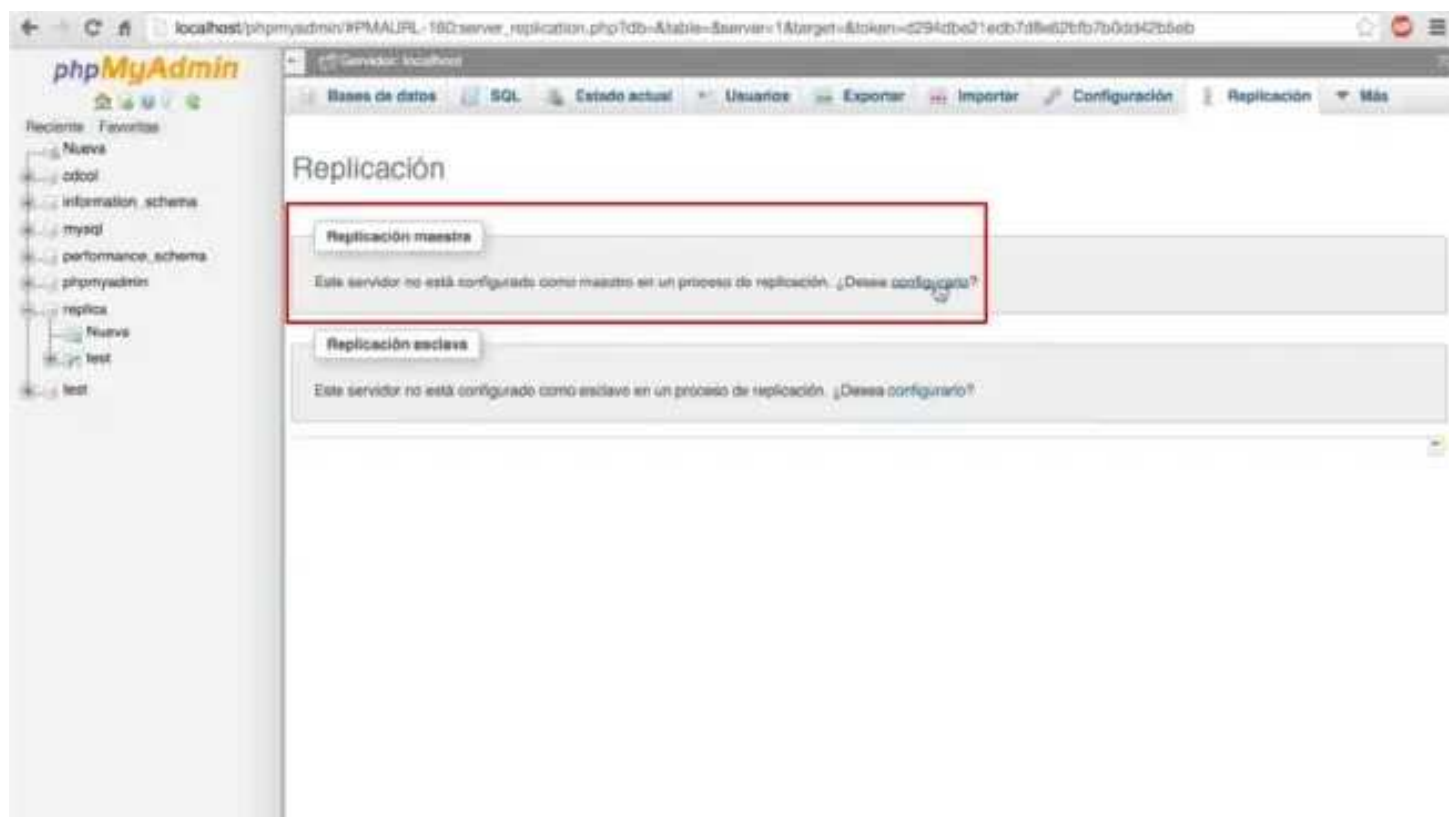 localhost/phpmyadmin/#PMAURL-180:server_replication.php?db=&table=&server=1&target=&token=
phpMyAdmin
Servidor: localhost
Bases de datos SQL Estado actual Usuarios Exportar Importar Configuración Replicación Más
Reciente Favoritas
Nueva
cdcol
information_schema
mysql
performance_schema
phpmyadmin
replica
Nueva
test
test
Replicación
Replicación maestra
Este servidor no está configurado como maestro en un proceso de replicación. ¿Desea configurarlo?
Replicación esclava
Este servidor no está configurado como esclavo en un proceso de replicación. ¿Desea configurarlo?